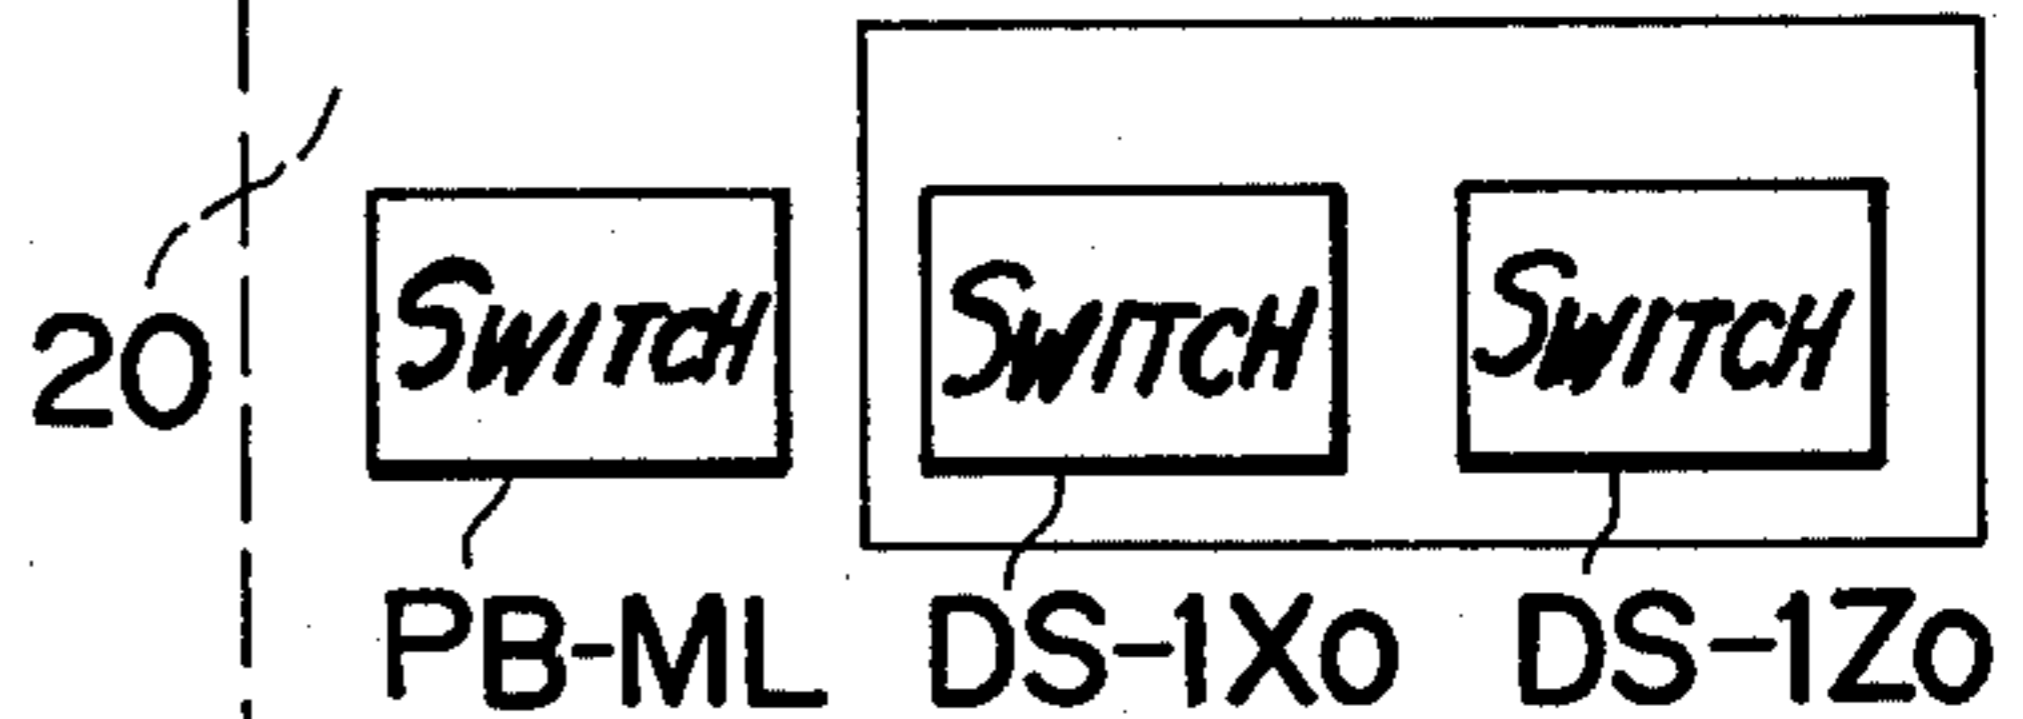 SWITCH SWITCH SWITCH
20
PB-ML DS-1Xo DS-1Zo